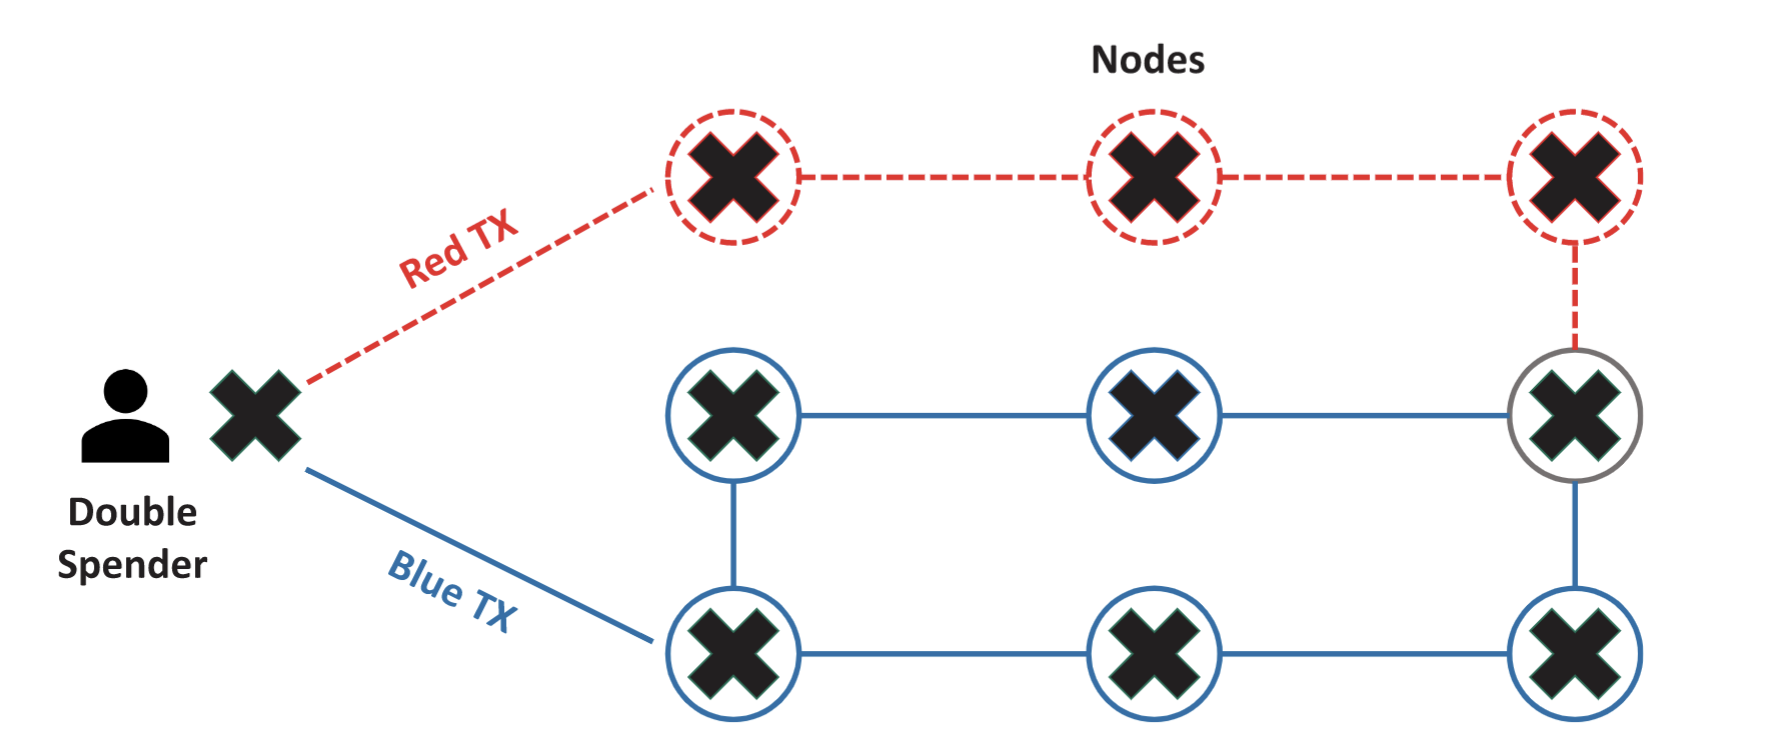 Nodes
Red TX
Double
Spender
Blue TX